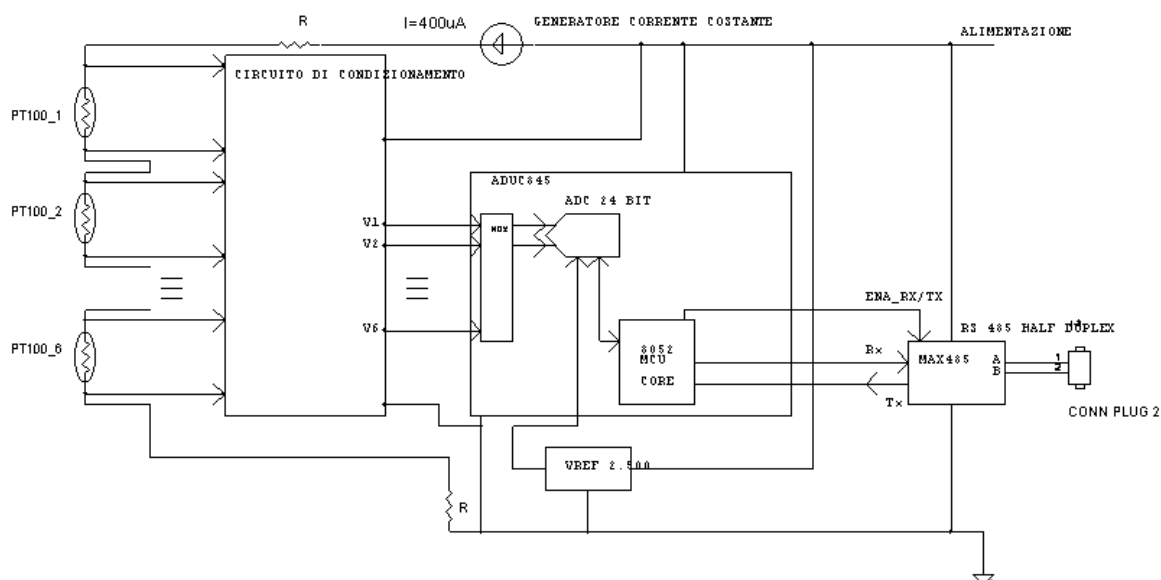 R
I=400uA
GENERATORE CORRENTE COSTANTE
ALIMENTAZIONE
CIRCUITO DI CONDIZIONAMENTO
PT100_1
ADUC845
ADC 24 BIT
PT100_2
V1
MUX
V2
ENA_RX/TX
V6
RS 485 HALF DUPLEX
PT100_6
8052
MCU
CORE
Rx
MAX485
A
1
B
2
Tx
CONN PLUG 2
VREF 2.500
R